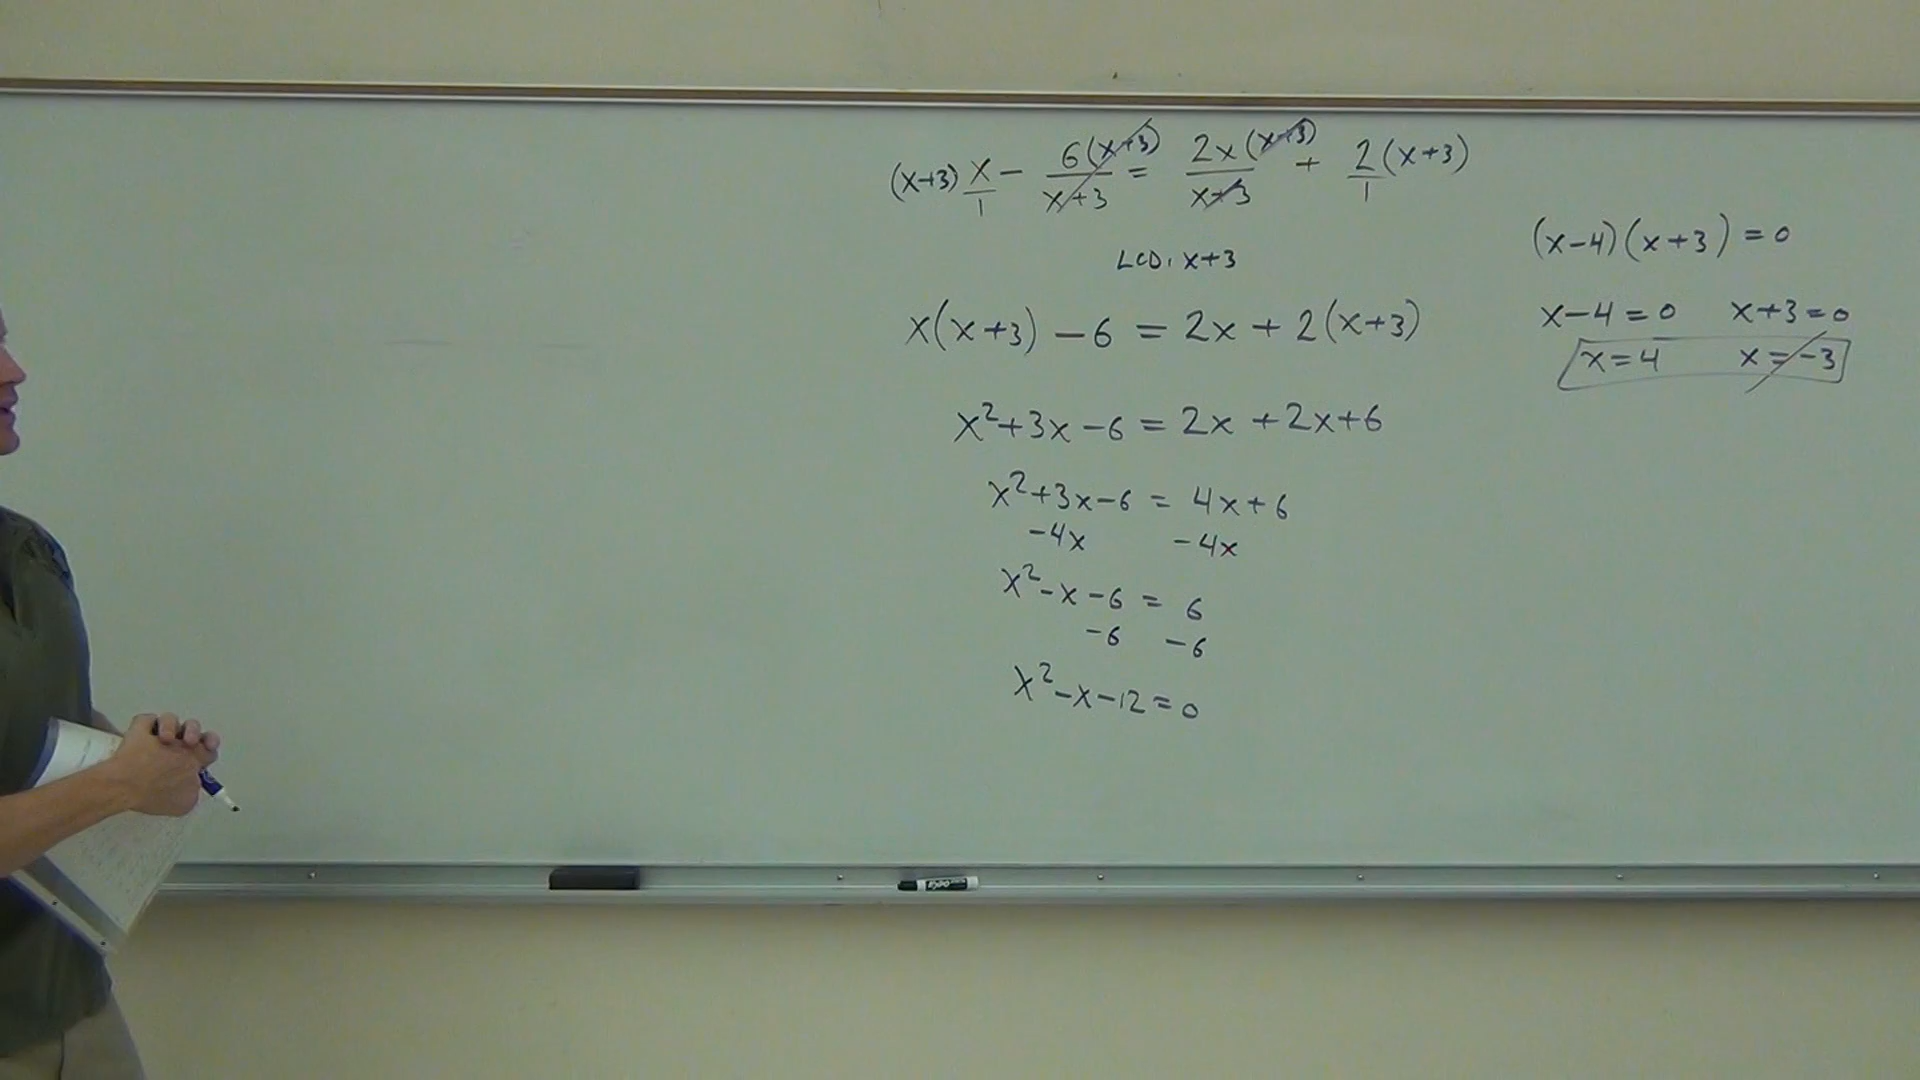 (x+3) x/1 - 6(x+3)/x+3 = 2x(x+3)/x+3 + 2/1 (x+3)
LCD: x+3
x(x+3) - 6 = 2x + 2(x+3)
x²+3x-6 = 2x+2x+6
x²+3x-6 = 4x+6
-4x -4x
x²-x-6 = 6
-6 -6
x²-x-12=0
(x-4)(x+3)=0
x-4=0 x+3=0
x=4 x=-3
EXPO